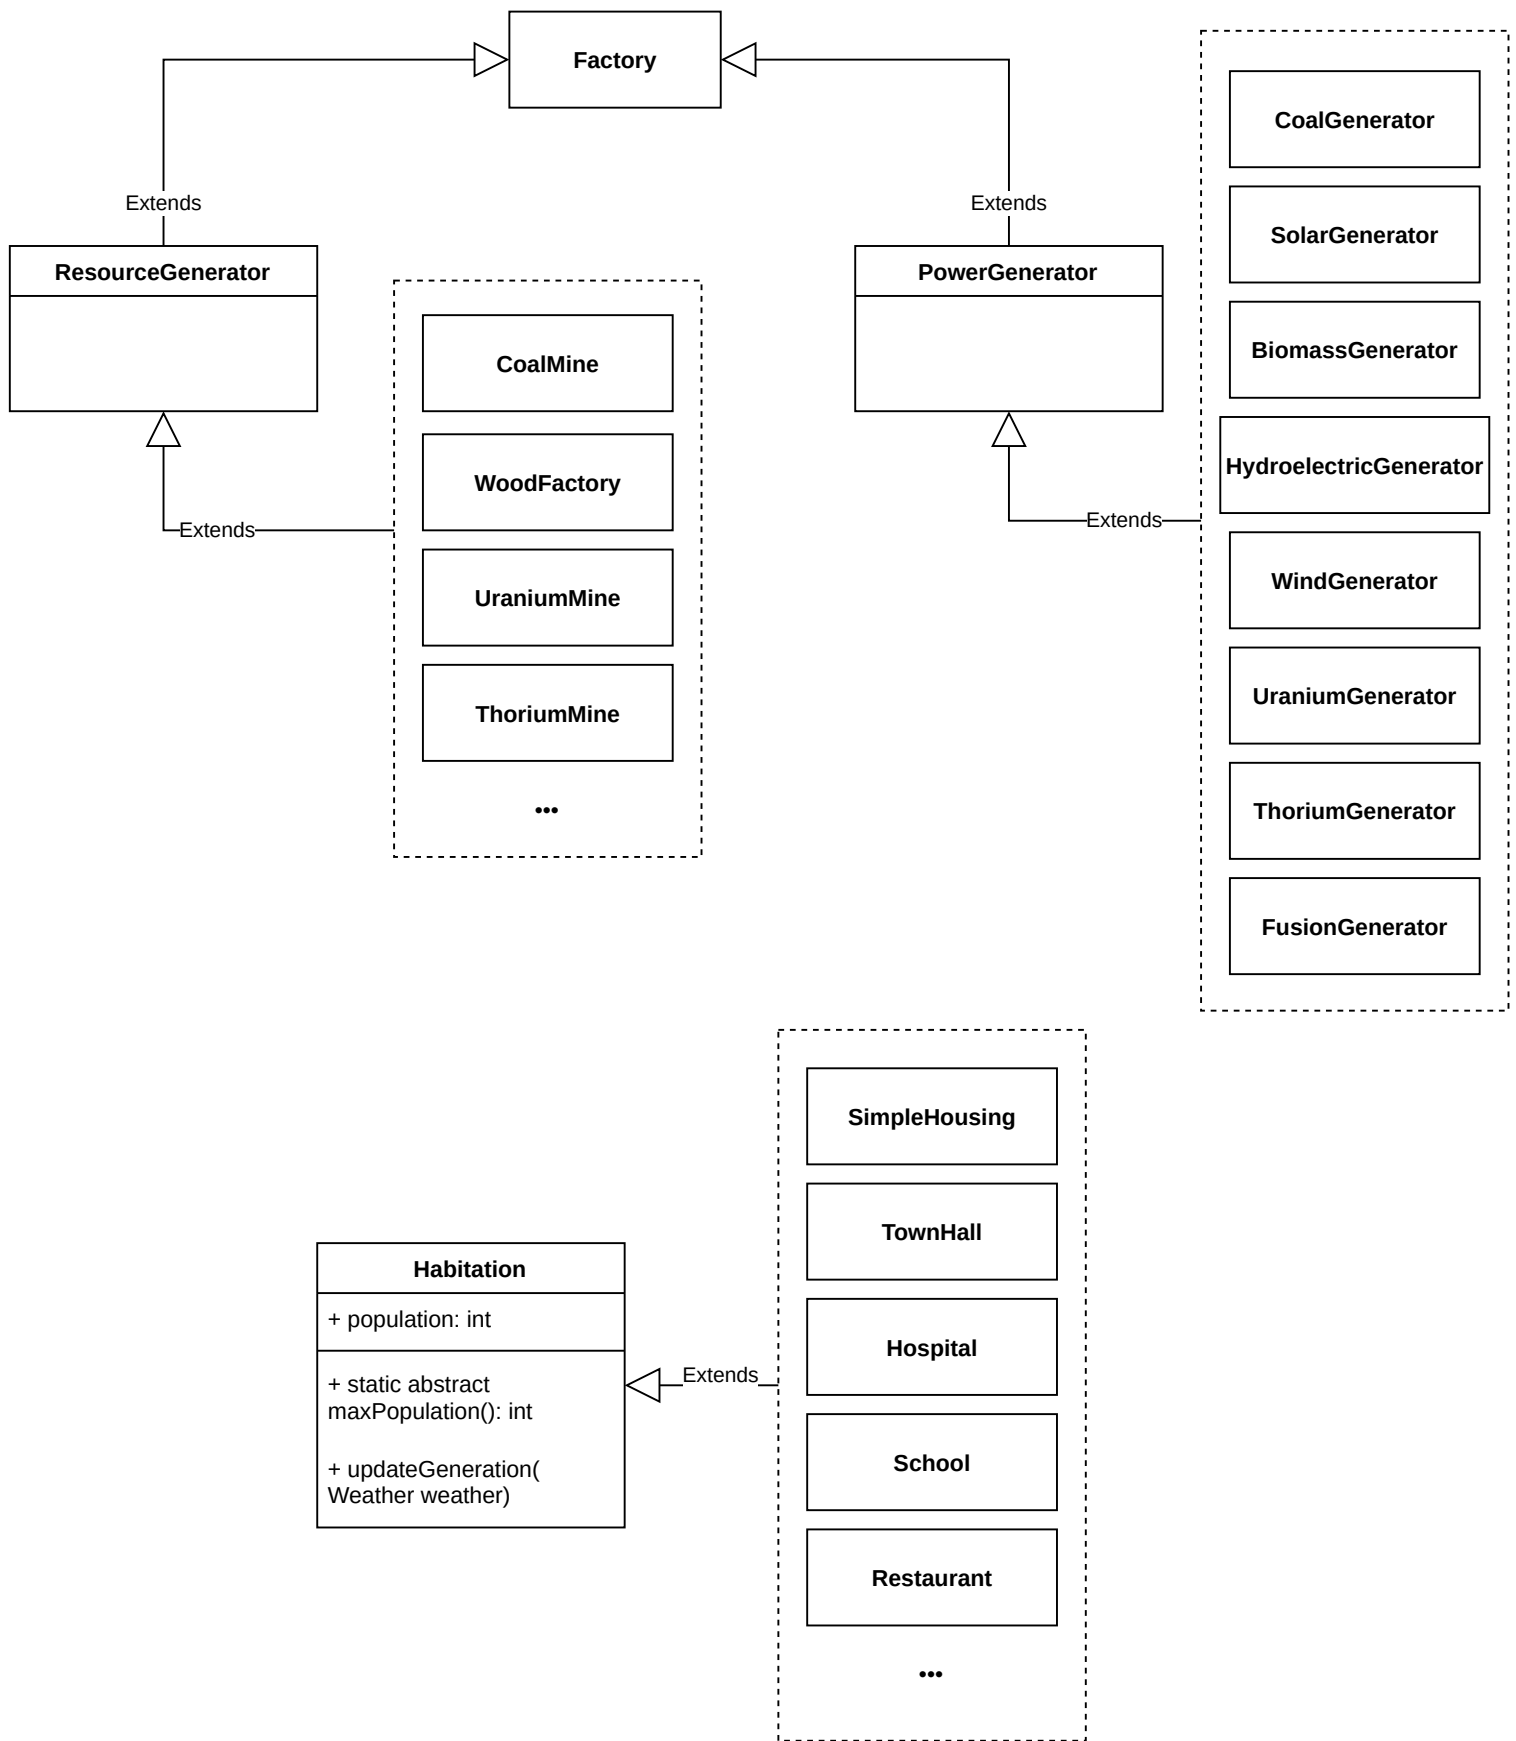 Factory
Extends
Extends
ResourceGenerator
PowerGenerator
CoalMine
WoodFactory
UraniumMine
ThoriumMine
...
Extends
Extends
CoalGenerator
SolarGenerator
BiomassGenerator
HydroelectricGenerator
WindGenerator
UraniumGenerator
ThoriumGenerator
FusionGenerator
Habitation
+ population: int
+ static abstract
maxPopulation(): int
+ updateGeneration(
Weather weather)
Extends
SimpleHousing
TownHall
Hospital
School
Restaurant
...